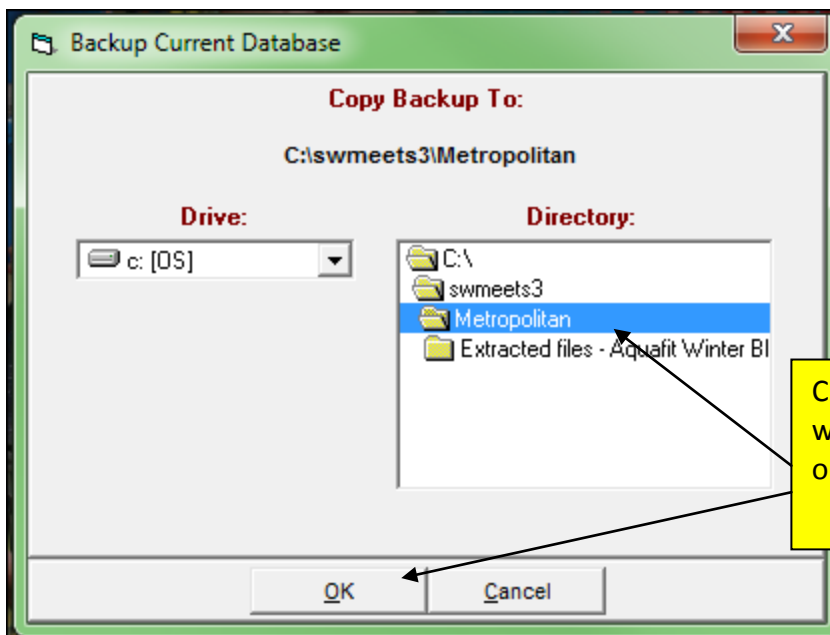 Backup Current Database
Copy Backup To:
C:\swmeets3\Metropolitan
Drive:
Directory:
c: [OS]
C:\
swmeets3
Metropolitan
Extracted files - Aquafit Winter Bl
OK
Cancel